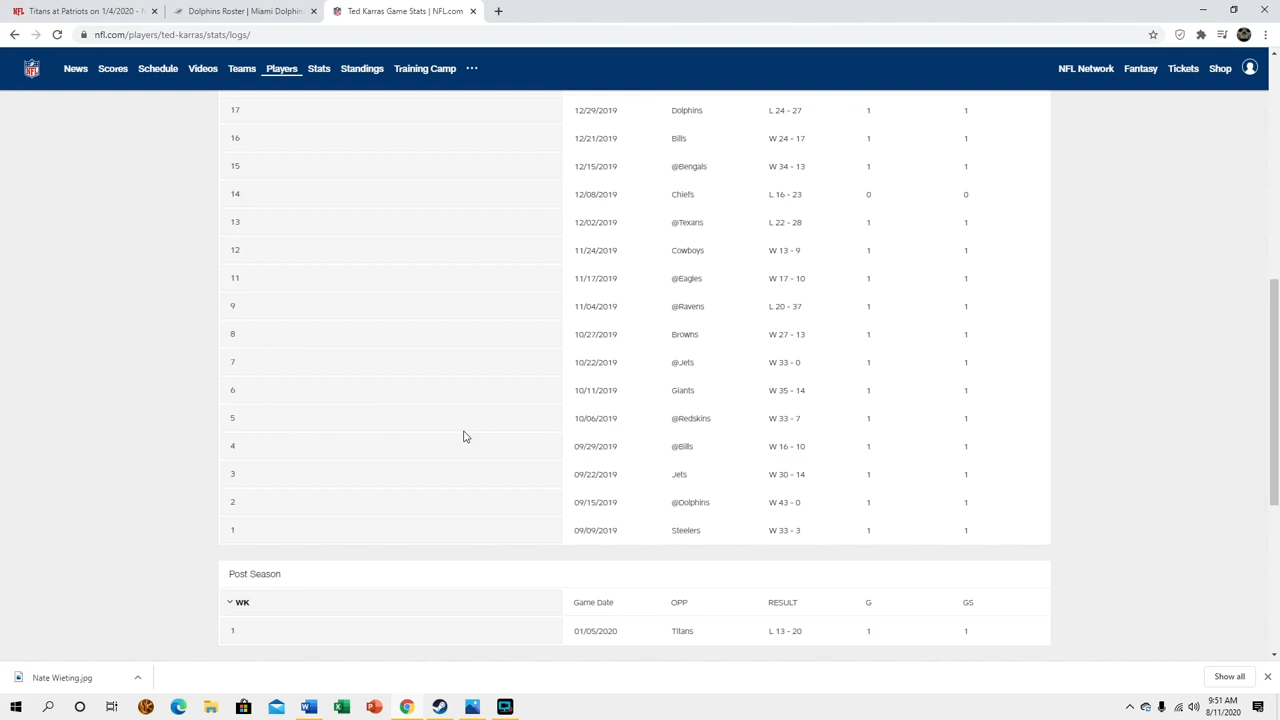 Titans at Patriots on 1/4/2020 -
Dolphins Roster | Miami Dolphin
Ted Karras Game Stats | NFL.com
nfl.com/players/ted-karras/stats/logs/
NFL News Scores Schedule Videos Teams Players Stats Standings Training Camp ... NFL Network Fantasy Tickets Shop
17 12/29/2019 Dolphins L 24 - 27 1 1
16 12/21/2019 Bills W 24 - 17 1 1
15 12/15/2019 @Bengals W 34 - 13 1 1
14 12/08/2019 Chiefs L 16 - 23 0 0
13 12/02/2019 @Texans L 22 - 28 1 1
12 11/24/2019 Cowboys W 13 - 9 1 1
11 11/17/2019 @Eagles W 17 - 10 1 1
9 11/04/2019 @Ravens L 20 - 37 1 1
8 10/27/2019 Browns W 27 - 13 1 1
7 10/22/2019 @Jets W 33 - 0 1 1
6 10/11/2019 Giants W 35 - 14 1 1
5 10/06/2019 @Redskins W 33 - 7 1 1
4 09/29/2019 @Bills W 16 - 10 1 1
3 09/22/2019 Jets W 30 - 14 1 1
2 09/15/2019 @Dolphins W 43 - 0 1 1
1 09/09/2019 Steelers W 33 - 3 1 1
Post Season
WK Game Date OPP RESULT G GS
1 01/05/2020 Titans L 13 - 20 1 1
Nate Wieting.jpg Show all
9:51 AM
8/11/2020